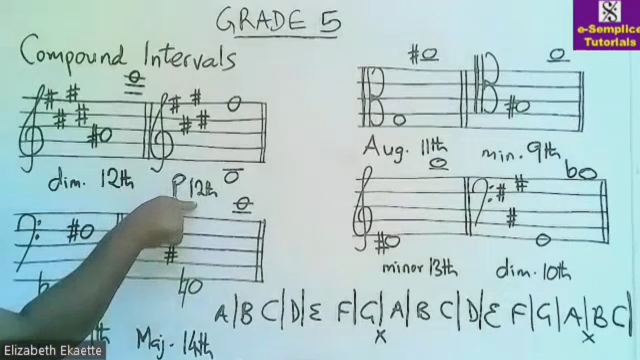 GRADE 5
e-Semplice
Tutorials
Compound Intervals
dim. 12th
P 12th
Aug. 11th
min. 9th
minor 13th
dim. 10th
Maj. 14th
A|B C|D|E F|G|A|B C|D|E F|G|A|B C|
x x
Elizabeth Ekaette